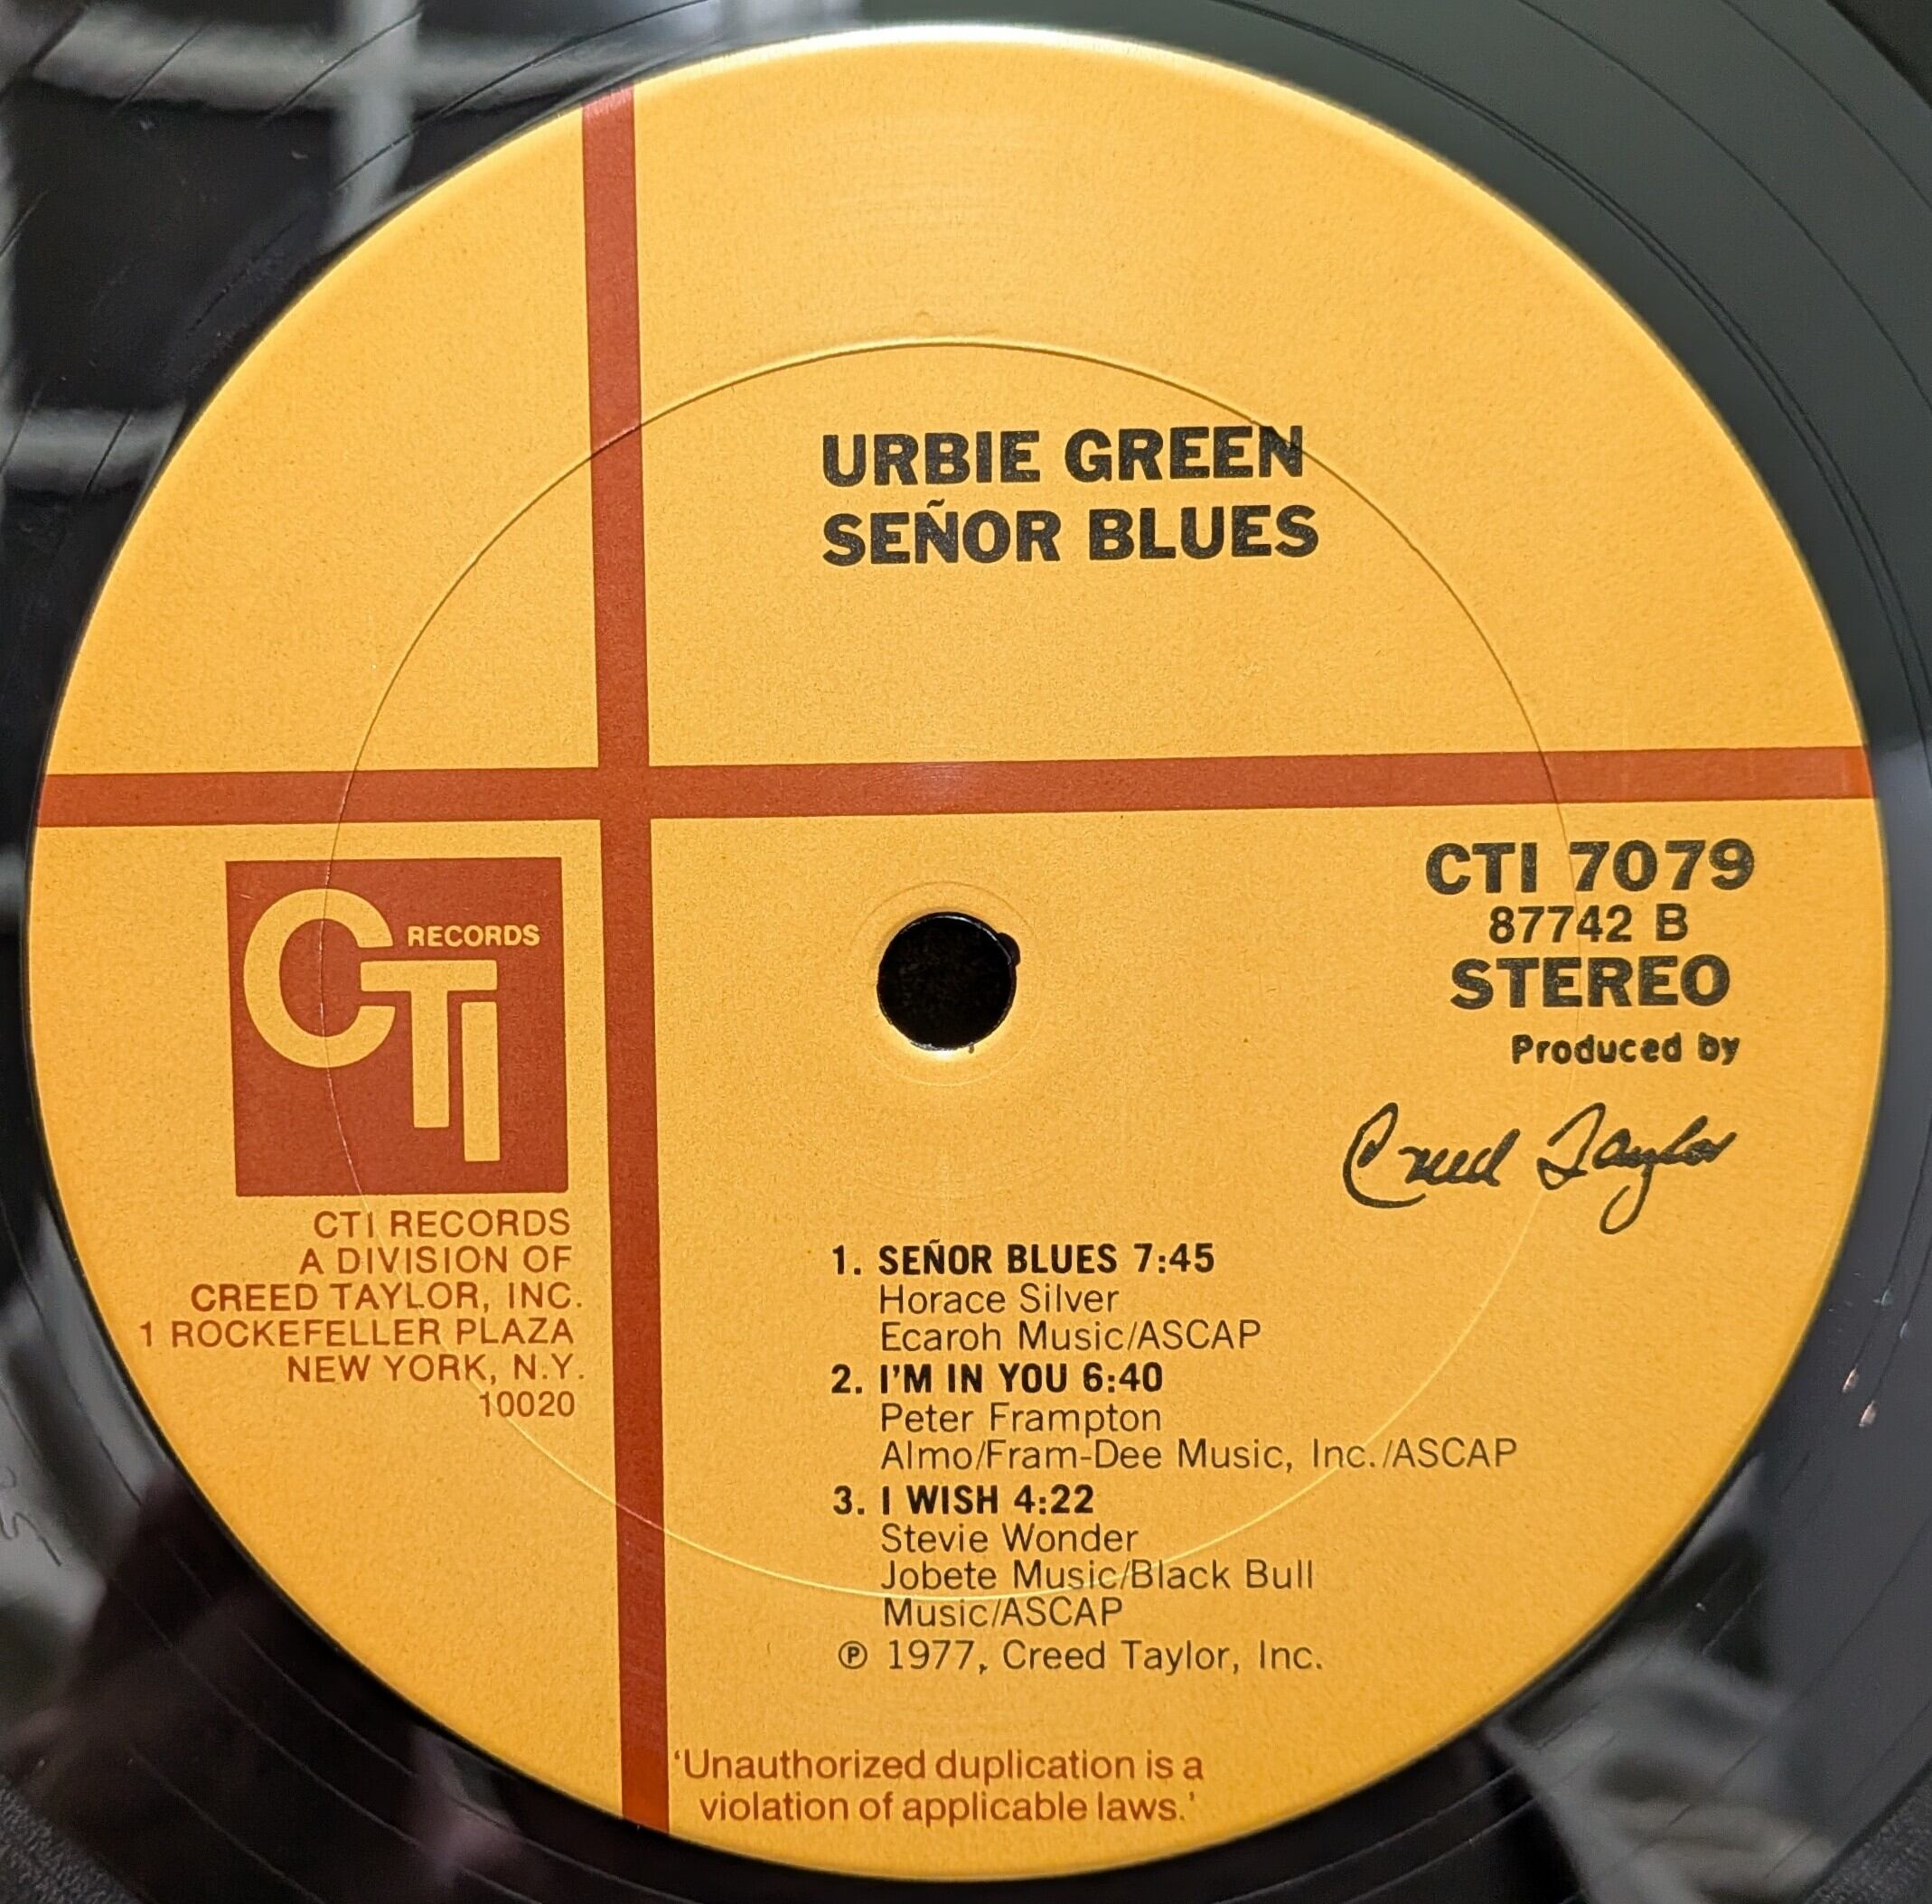 URBIE GREEN
SEÑOR BLUES
CTI RECORDS
CTI RECORDS
A DIVISION OF
CREED TAYLOR, INC.
1 ROCKEFELLER PLAZA
NEW YORK, N.Y.
10020
CTI 7079
87742 B
STEREO
Produced by
Creed Taylor
1. SEÑOR BLUES 7:45
Horace Silver
Ecaroh Music/ASCAP
2. I'M IN YOU 6:40
Peter Frampton
Almo/Fram-Dee Music, Inc./ASCAP
3. I WISH 4:22
Stevie Wonder
Jobete Music/Black Bull
Music/ASCAP
℗ 1977, Creed Taylor, Inc.
'Unauthorized duplication is a
violation of applicable laws.'